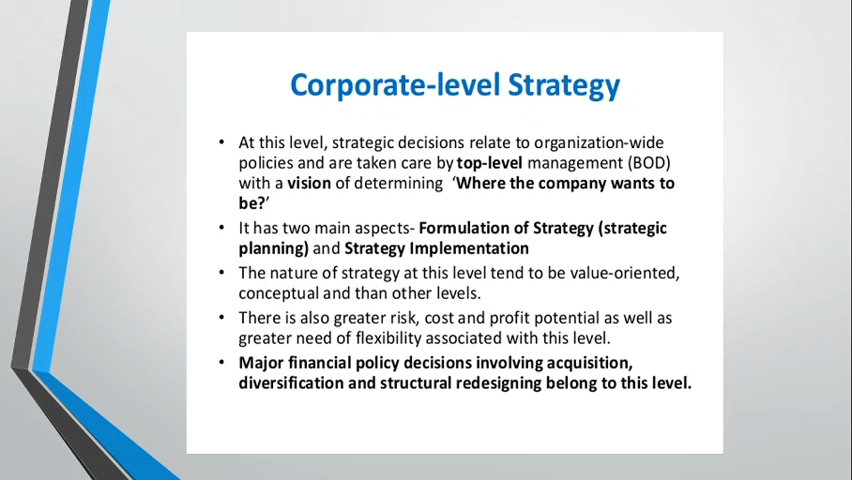 Corporate-level Strategy
• At this level, strategic decisions relate to organization-wide
policies and are taken care by top-level management (BOD)
with a vision of determining ‘Where the company wants to
be?’
• It has two main aspects- Formulation of Strategy (strategic
planning) and Strategy Implementation
• The nature of strategy at this level tend to be value-oriented,
conceptual and than other levels.
• There is also greater risk, cost and profit potential as well as
greater need of flexibility associated with this level.
• Major financial policy decisions involving acquisition,
diversification and structural redesigning belong to this level.